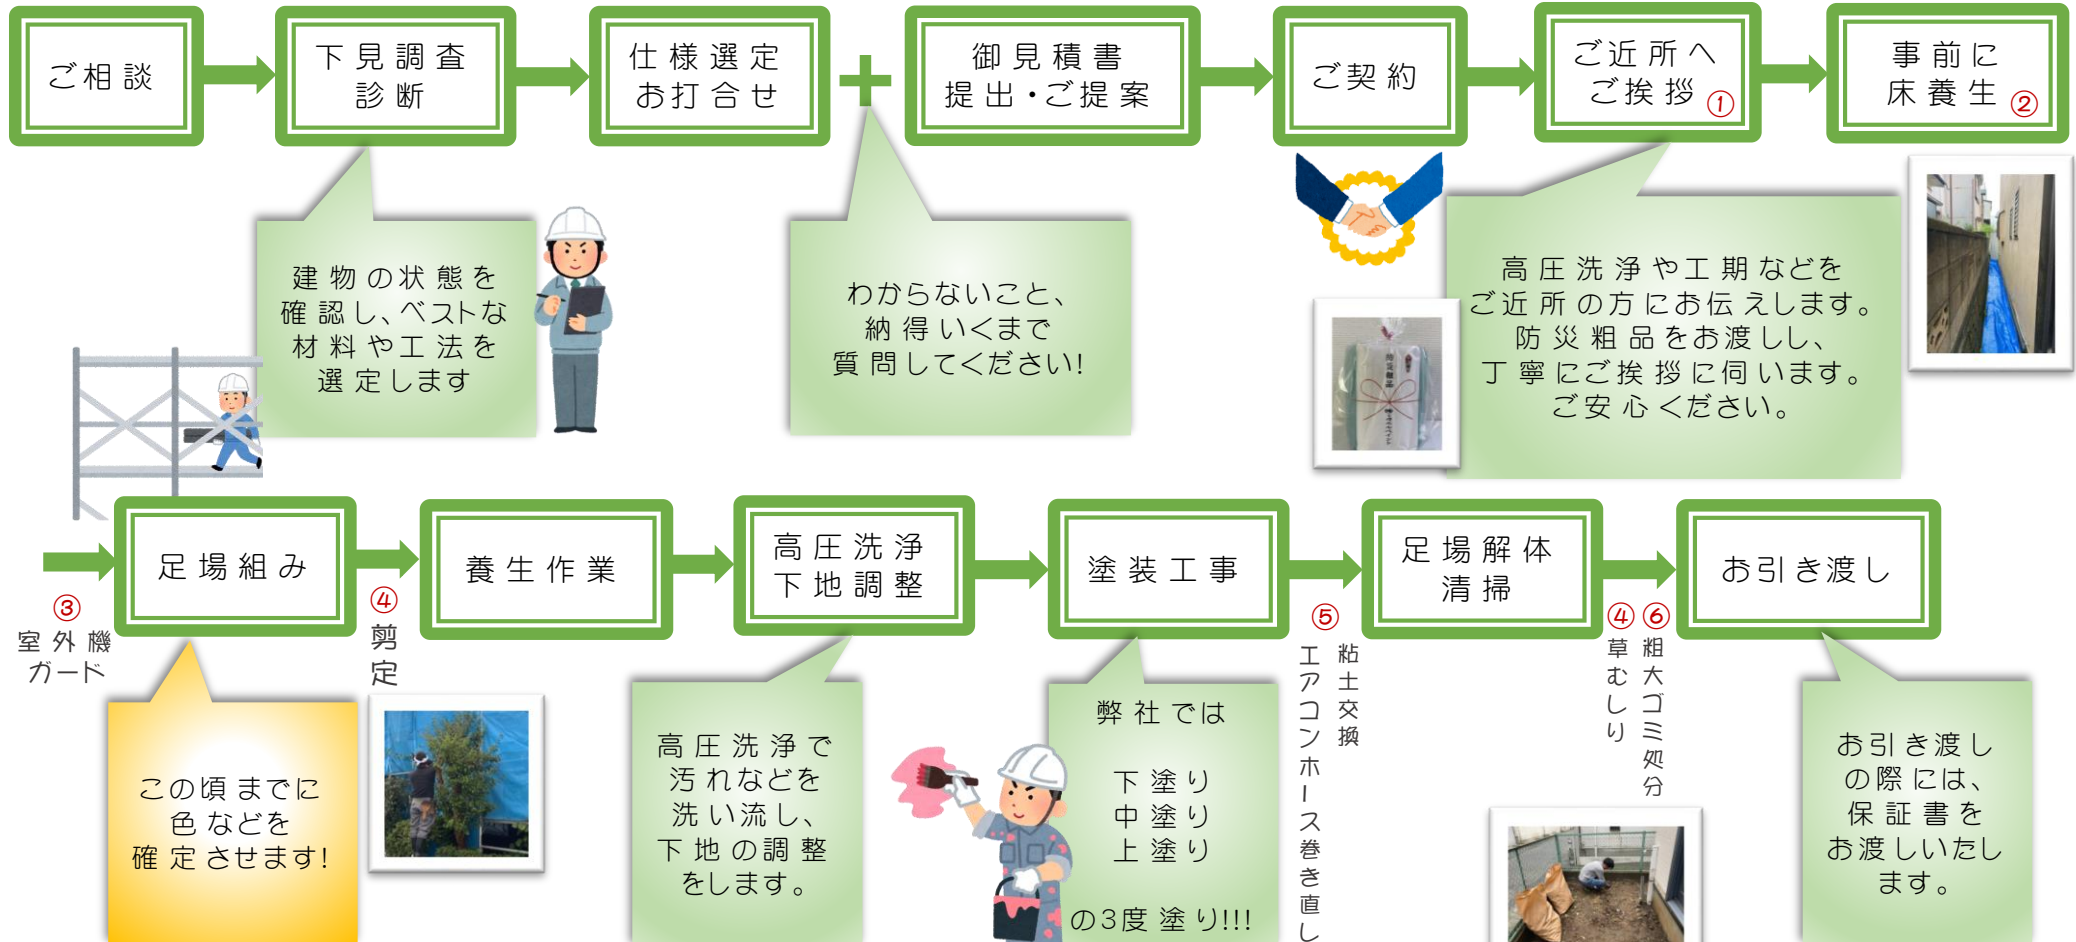 ご相談
下見調査
診断
仕様選定
お打合せ
+
御見積書
提出・ご提案
ご契約
ご近所へ
ご挨拶 ①
事前に
床養生 ②
建物の状態を
確認し、ベストな
材料や工法を
選定します
わからないこと、
納得いくまで
質問してください!
高圧洗浄や工期などを
ご近所の方にお伝えします。
防災粗品をお渡しし、
丁寧にご挨拶に伺います。
ご安心ください。
③
室外機
ガード
足場組み
④
剪定
養生作業
高圧洗浄
下地調整
塗装工事
⑤
粘土交換
エアコンホース巻き直し
足場解体
清掃
④
草むしり
⑥
粗大ゴミ処分
お引き渡し
この頃までに
色などを
確定させます!
高圧洗浄で
汚れなどを
洗い流し、
下地の調整
をします。
弊社では
下塗り
中塗り
上塗り
の3度塗り!!!
お引き渡し
の際には、
保証書を
お渡しいたし
ます。